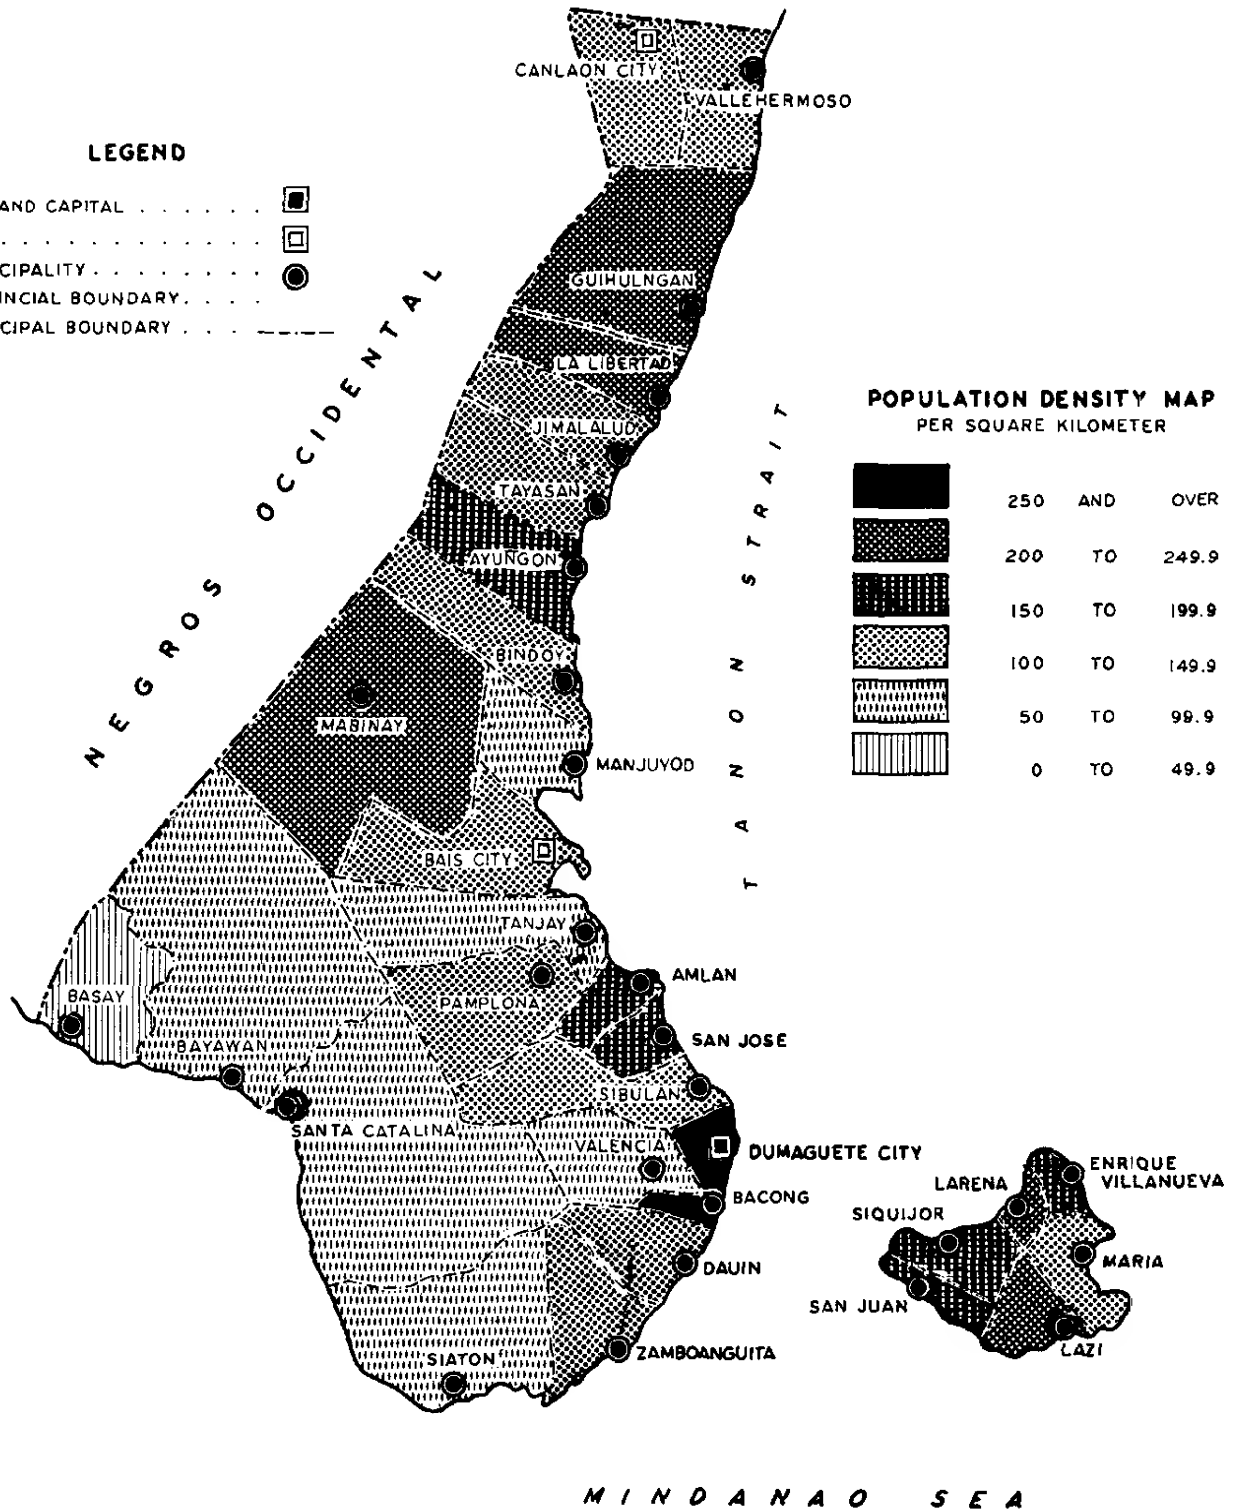 CANLAON CITY
VALLEHERMOSO
LEGEND
AND CAPITAL . . . . . .
. . . . . . . . . . . .
CIPALITY . . . . . . . .
NCIAL BOUNDARY . . . .
CIPAL BOUNDARY . . .
NEGROS OCCIDENTAL
GUIHULNGAN
LA LIBERTAD
JIMALALUD
TAYASAN
AYUNGON
BINDOY
MABINAY
MANJUYOD
BAIS CITY
TANJAY
TANON STRAIT
POPULATION DENSITY MAP
PER SQUARE KILOMETER
250 AND OVER
200 TO 249.9
150 TO 199.9
100 TO 149.9
50 TO 99.9
0 TO 49.9
AMLAN
PAMPLONA
BASAY
SAN JOSE
BAYAWAN
SIBULAN
SANTA CATALINA
VALENCIA
DUMAGUETE CITY
BACONG
DAUIN
ZAMBOANGUITA
SIATON
ENRIQUE
VILLANUEVA
LARENA
SIQUIJOR
MARIA
SAN JUAN
LAZI
MINDANAO SEA